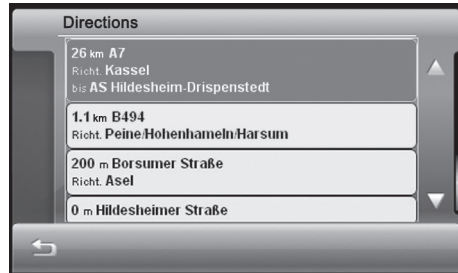 Directions
26 km A7
Richt. Kassel
bis AS Hildesheim-Drispenstedt
1.1 km B494
Richt. Peine/Hohenhameln/Harsum
200 m Borsumer Straße
Richt. Asel
0 m Hildesheimer Straße